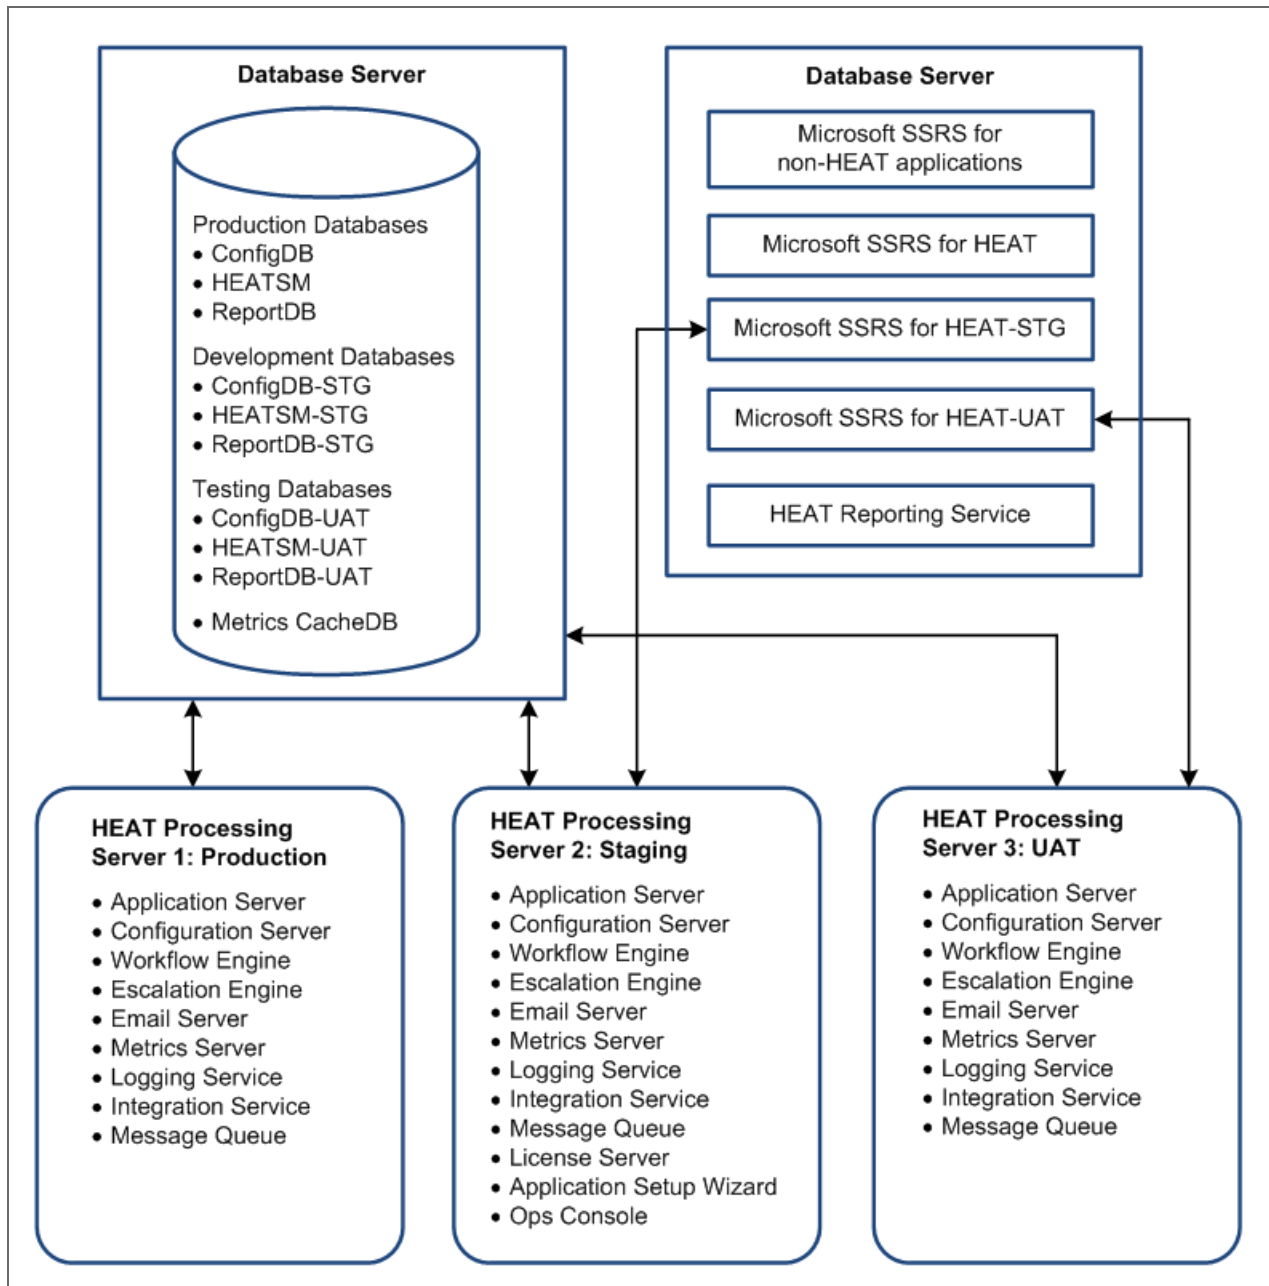 Database Server
Production Databases
• ConfigDB
• HEATSM
• ReportDB
Development Databases
• ConfigDB-STG
• HEATSM-STG
• ReportDB-STG
Testing Databases
• ConfigDB-UAT
• HEATSM-UAT
• ReportDB-UAT
• Metrics CacheDB
Database Server
Microsoft SSRS for
non-HEAT applications
Microsoft SSRS for HEAT
Microsoft SSRS for HEAT-STG
Microsoft SSRS for HEAT-UAT
HEAT Reporting Service
HEAT Processing
Server 1: Production
• Application Server
• Configuration Server
• Workflow Engine
• Escalation Engine
• Email Server
• Metrics Server
• Logging Service
• Integration Service
• Message Queue
HEAT Processing
Server 2: Staging
• Application Server
• Configuration Server
• Workflow Engine
• Escalation Engine
• Email Server
• Metrics Server
• Logging Service
• Integration Service
• Message Queue
• License Server
• Application Setup Wizard
• Ops Console
HEAT Processing
Server 3: UAT
• Application Server
• Configuration Server
• Workflow Engine
• Escalation Engine
• Email Server
• Metrics Server
• Logging Service
• Integration Service
• Message Queue